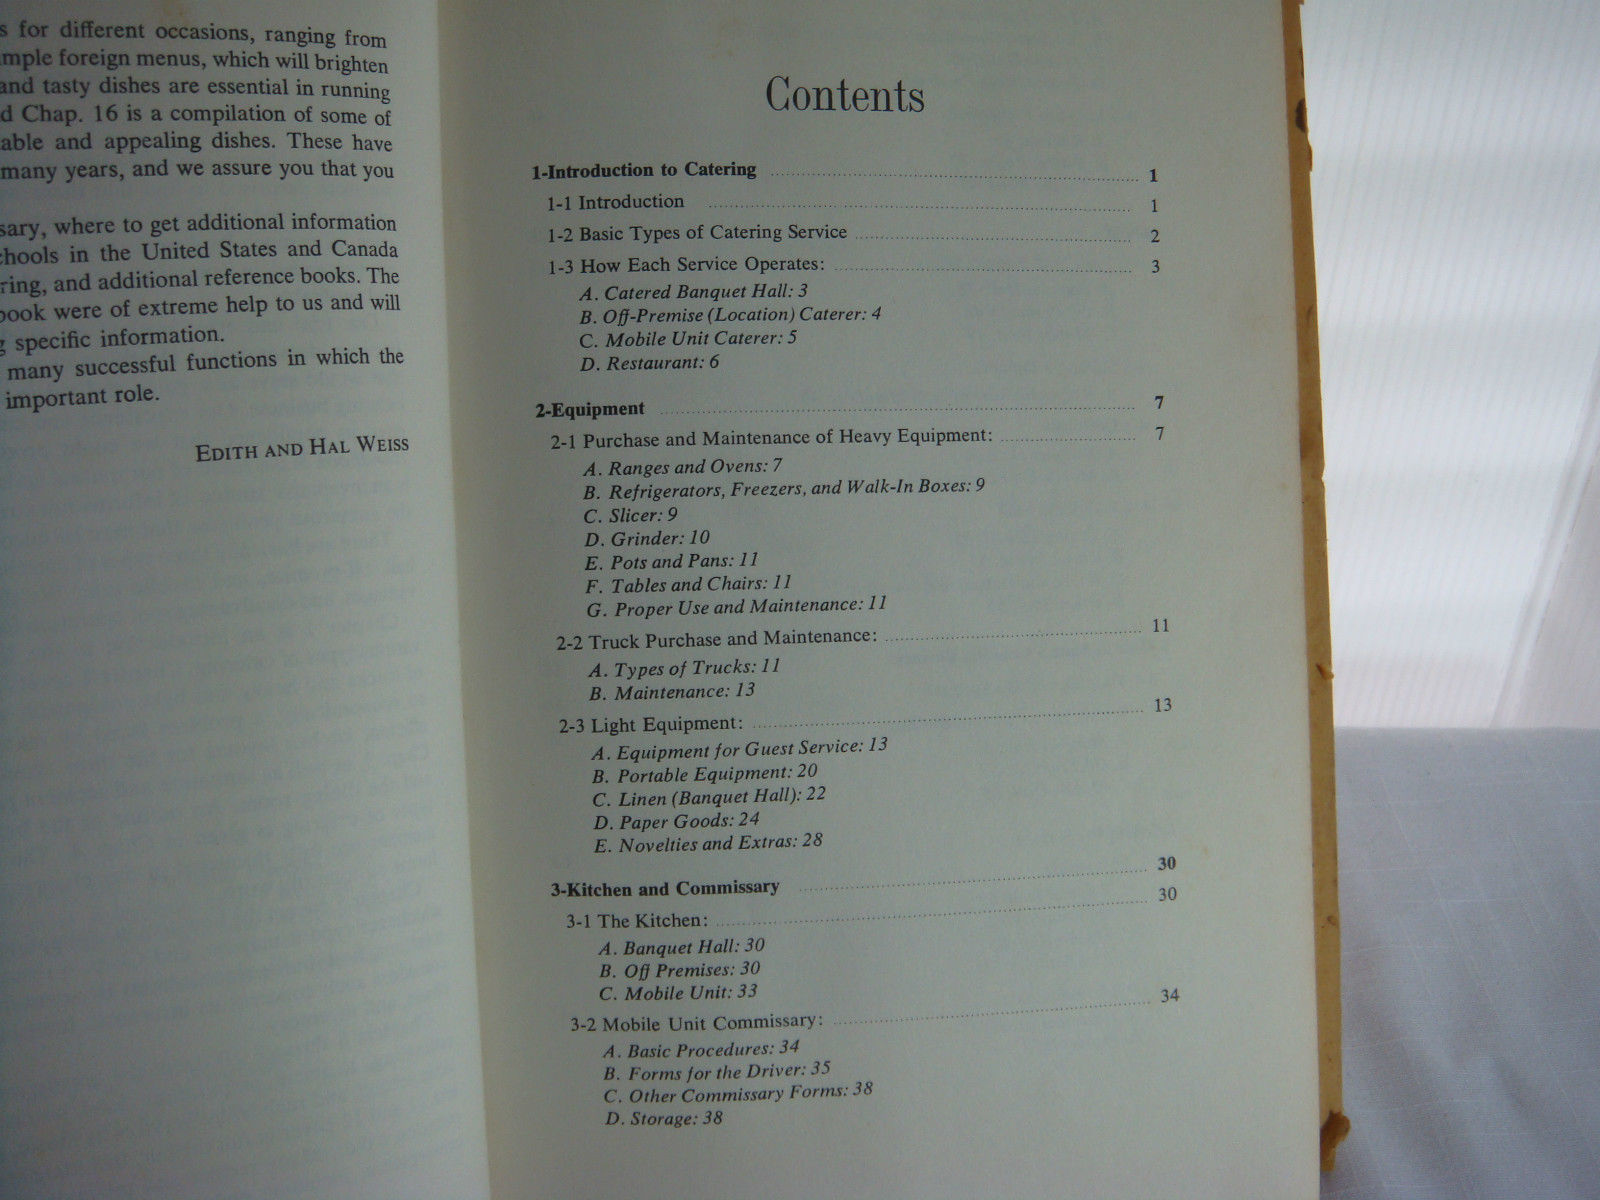 s for different occasions, ranging from
mple foreign menus, which will brighten
and tasty dishes are essential in running
d Chap. 16 is a compilation of some of
able and appealing dishes. These have
many years, and we assure you that you
sary, where to get additional information
chools in the United States and Canada
ring, and additional reference books. The
book were of extreme help to us and will
g specific information.
many successful functions in which the
important role.
EDITH AND HAL WEISS
Contents
1-Introduction to Catering 1
1-1 Introduction 1
1-2 Basic Types of Catering Service 2
1-3 How Each Service Operates: 3
A. Catered Banquet Hall: 3
B. Off-Premise (Location) Caterer: 4
C. Mobile Unit Caterer: 5
D. Restaurant: 6
2-Equipment 7
2-1 Purchase and Maintenance of Heavy Equipment: 7
A. Ranges and Ovens: 7
B. Refrigerators, Freezers, and Walk-In Boxes: 9
C. Slicer: 9
D. Grinder: 10
E. Pots and Pans: 11
F. Tables and Chairs: 11
G. Proper Use and Maintenance: 11
2-2 Truck Purchase and Maintenance: 11
A. Types of Trucks: 11
B. Maintenance: 13
2-3 Light Equipment: 13
A. Equipment for Guest Service: 13
B. Portable Equipment: 20
C. Linen (Banquet Hall): 22
D. Paper Goods: 24
E. Novelties and Extras: 28
3-Kitchen and Commissary 30
3-1 The Kitchen: 30
A. Banquet Hall: 30
B. Off Premises: 30
C. Mobile Unit: 33
3-2 Mobile Unit Commissary: 34
A. Basic Procedures: 34
B. Forms for the Driver: 35
C. Other Commissary Forms: 38
D. Storage: 38